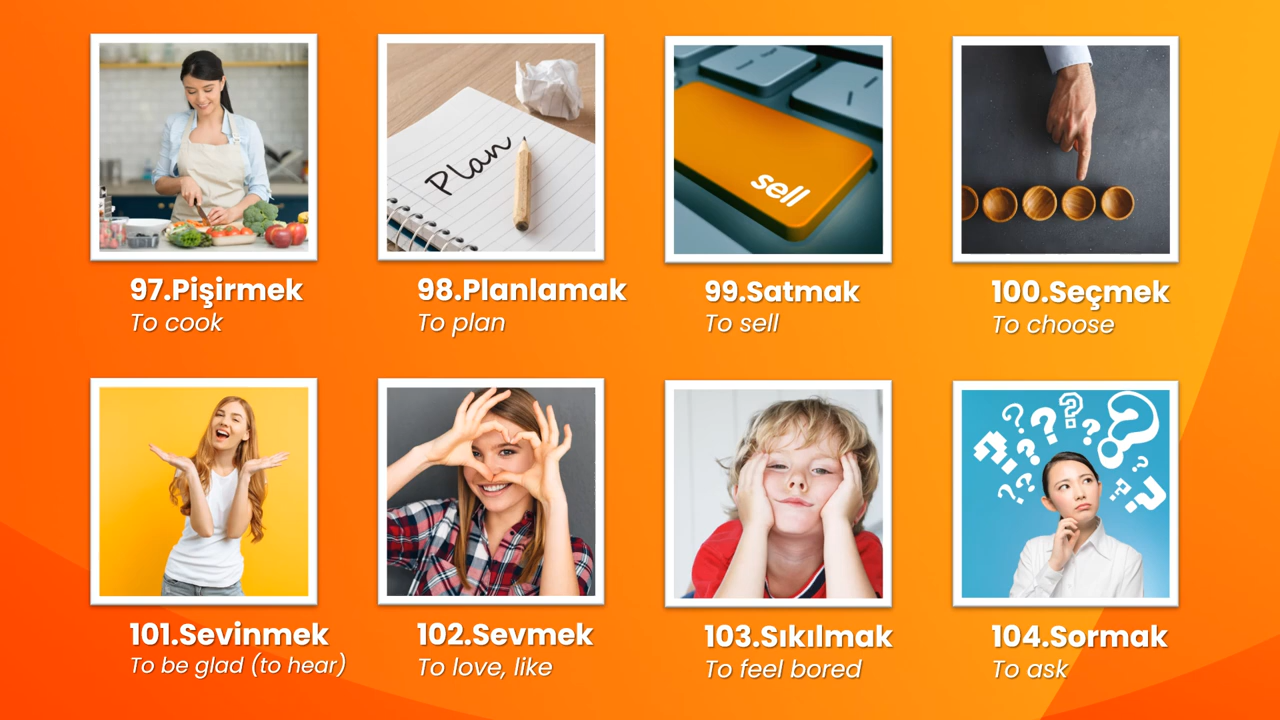 Plan
sell
97.Pişirmek
To cook
98.Planlamak
To plan
99.Satmak
To sell
100.Seçmek
To choose
? ? ? ? ? ? ? ? ? ? ? ?
101.Sevinmek
To be glad (to hear)
102.Sevmek
To love, like
103.Sıkılmak
To feel bored
104.Sormak
To ask